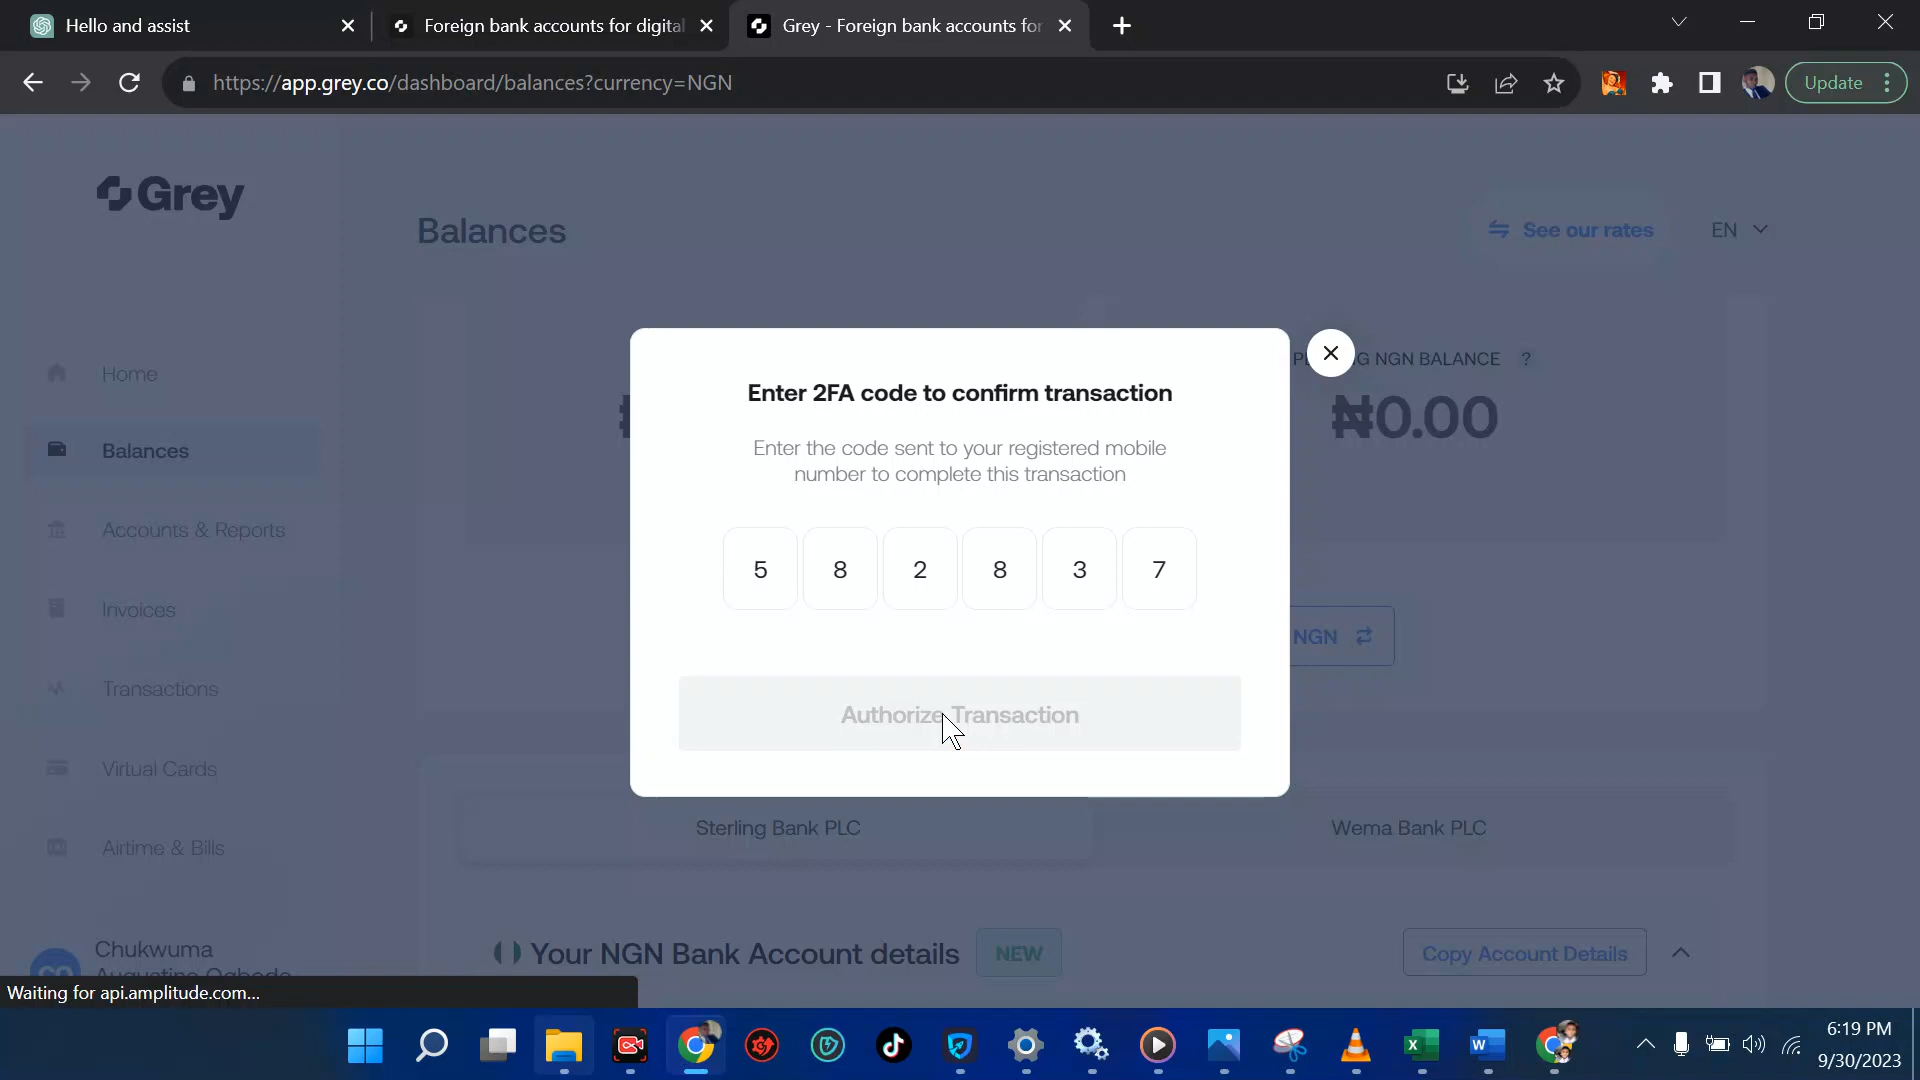 Hello and assist
Foreign bank accounts for digital
Grey - Foreign bank accounts for
https://app.grey.co/dashboard/balances?currency=NGN
Update
Grey
Balances
See our rates
EN
Home
Balances
Accounts & Reports
Invoices
Transactions
Virtual Cards
Airtime & Bills
Chukwuma
Augustine Ogbodo
NGN BALANCE ?
₦0.00
Enter 2FA code to confirm transaction
Enter the code sent to your registered mobile
number to complete this transaction
5 8 2 8 3 7
Authorize Transaction
NGN
Sterling Bank PLC
Wema Bank PLC
Your NGN Bank Account details
NEW
Copy Account Details
Waiting for api.amplitude.com...
6:19 PM
9/30/2023